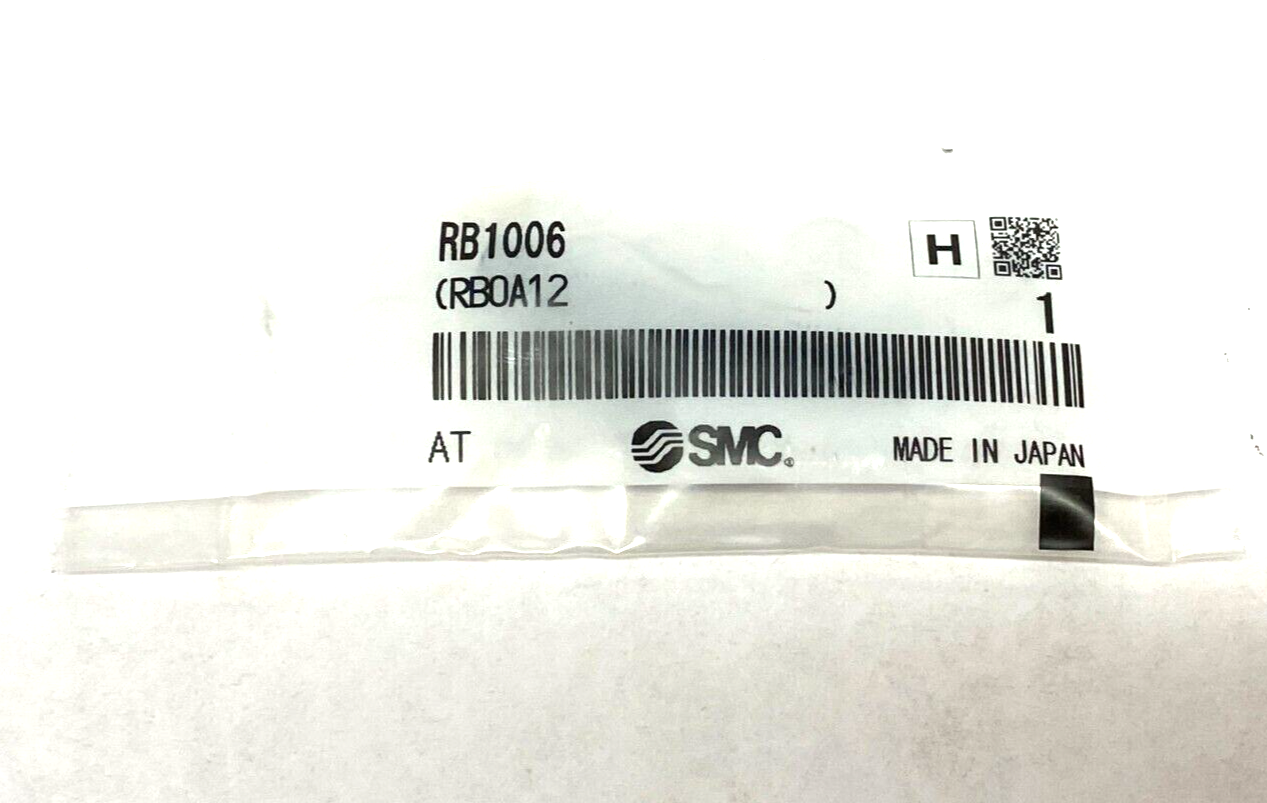 RB1006
H
(RB0A12 )
1
AT
SMC®
MADE IN JAPAN